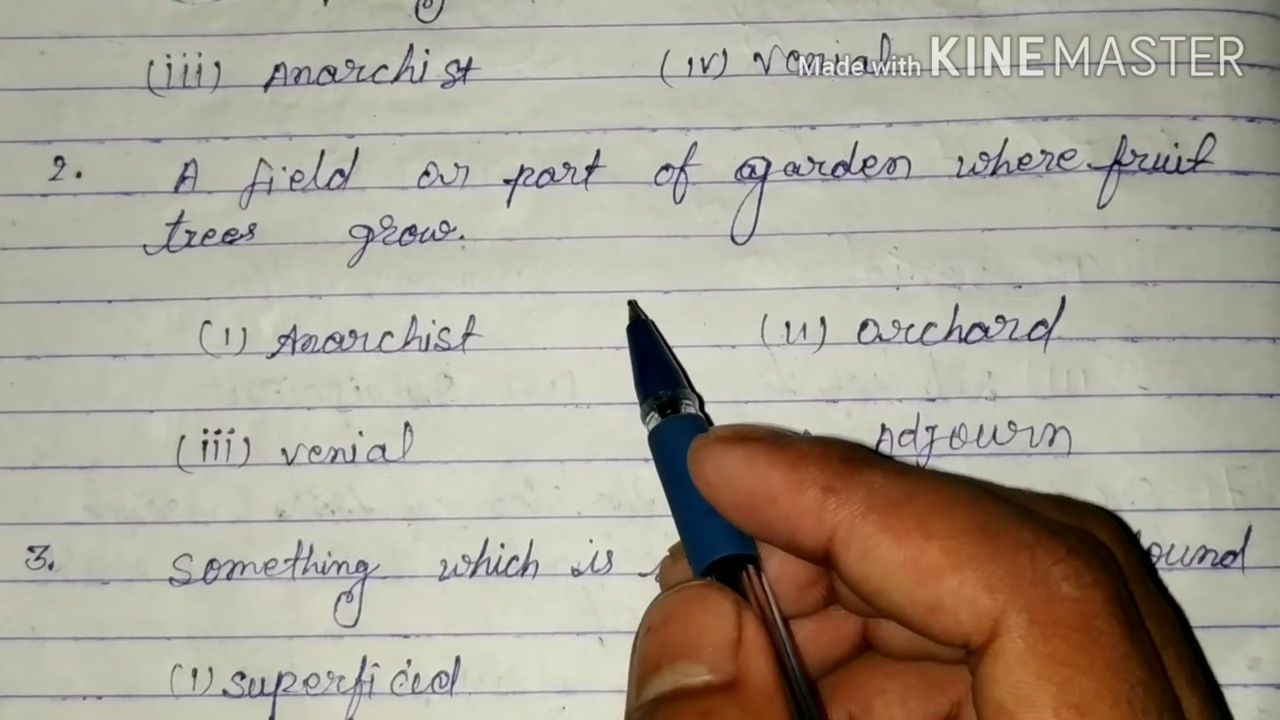 (iii) Anarchist (iv) Venial
Made with KINEMASTER
2. A field or part of garden where fruit
trees grow.
(i) Anarchist (ii) orchard
(iii) venial Adjourn
3. Something which is
(i) superficial